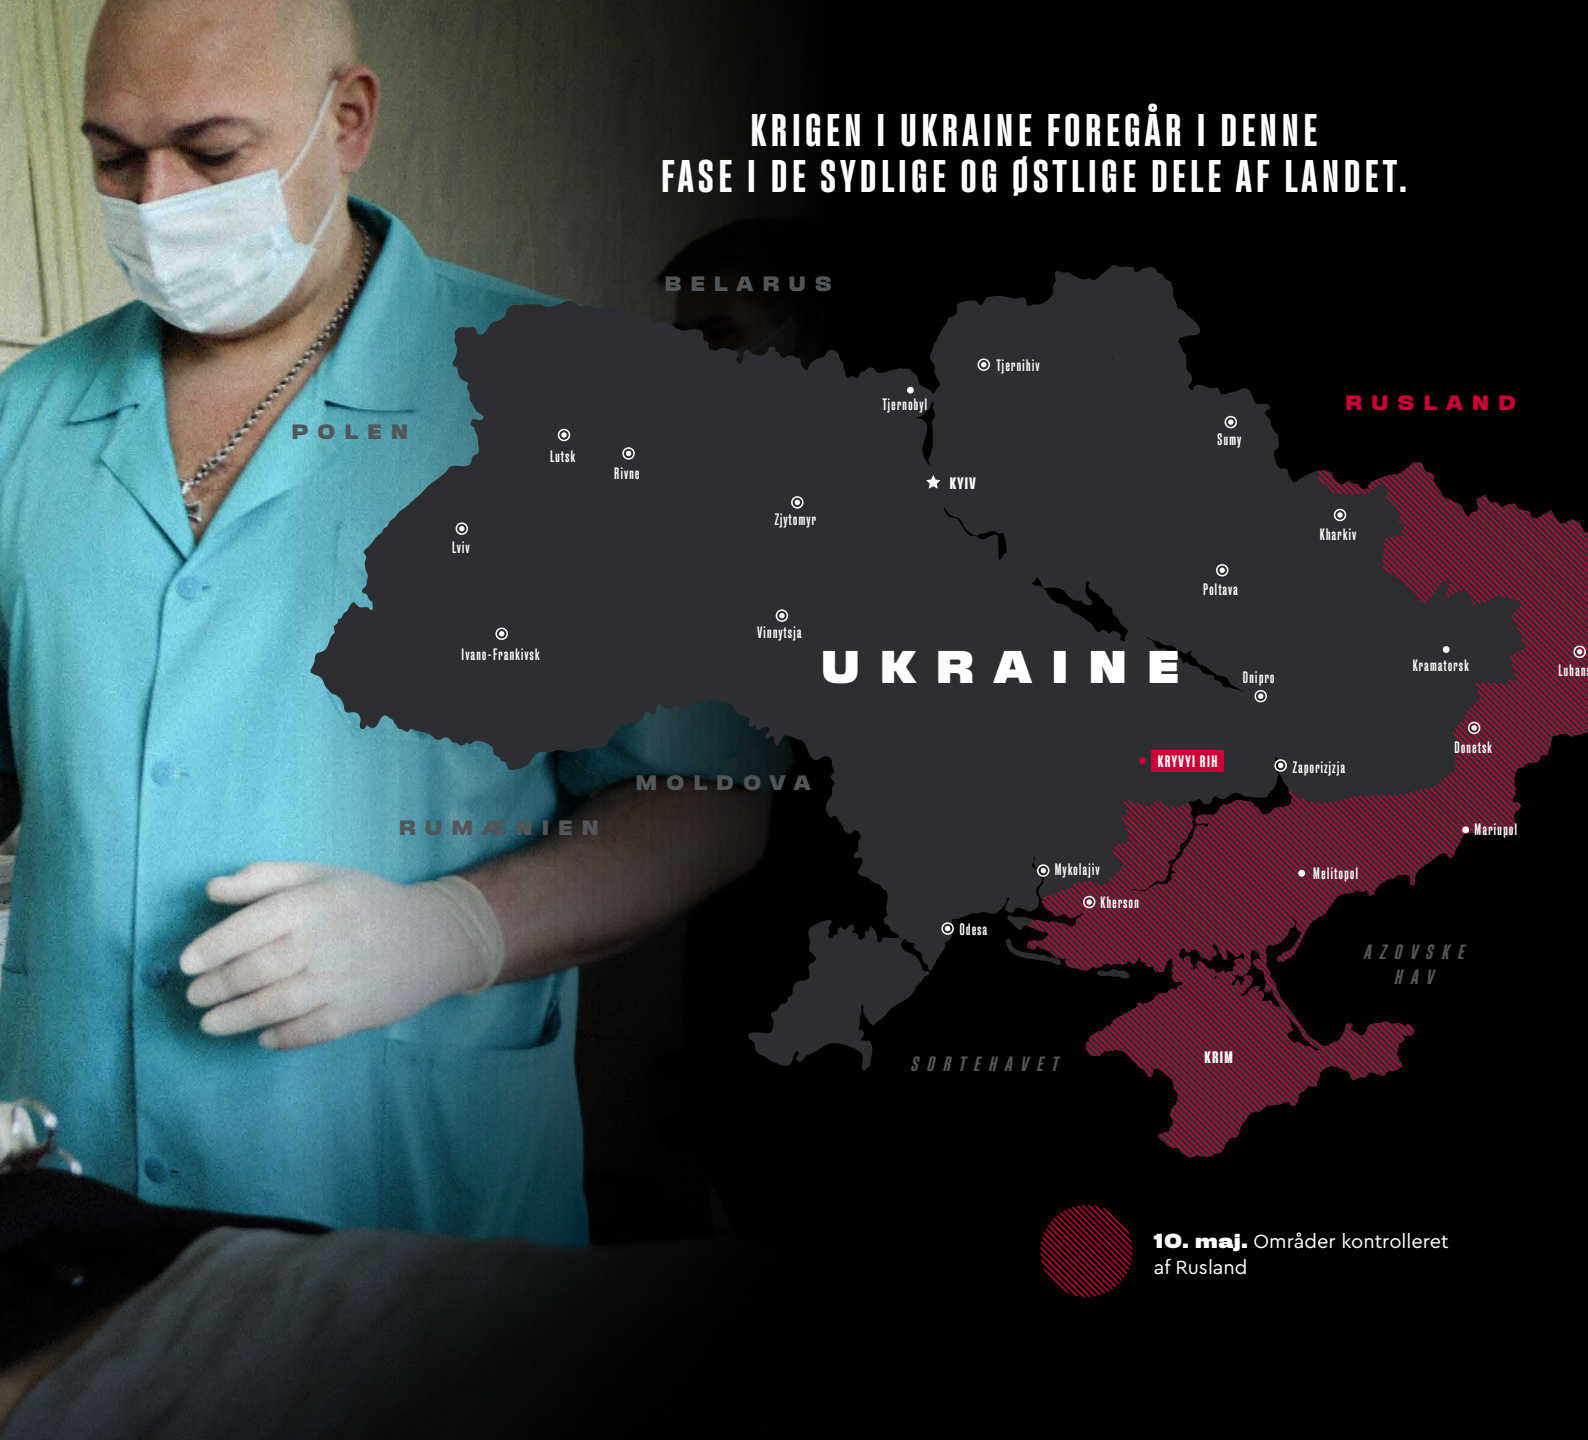 KRIGEN I UKRAINE FOREGÅR I DENNE
FASE I DE SYDLIGE OG ØSTLIGE DELE AF LANDET.
BELARUS
Tjernihiv
Tjernobyl
RUSLAND
POLEN
Sumy
Lutsk
Rivne
KYIV
Zjytomyr
Kharkiv
Lviv
Poltava
Vinnytsja
Ivano-Frankivsk
UKRAINE
Kramatorsk
Luhans
Dnipro
Donetsk
KRYVYI RIH
Zaporizjzja
MOLDOVA
RUMÆNIEN
Mariupol
Mykolajiv
Melitopol
Kherson
Odesa
AZOVSKE
HAV
SORTEHAVET
KRIM
10. maj. Områder kontrolleret
af Rusland